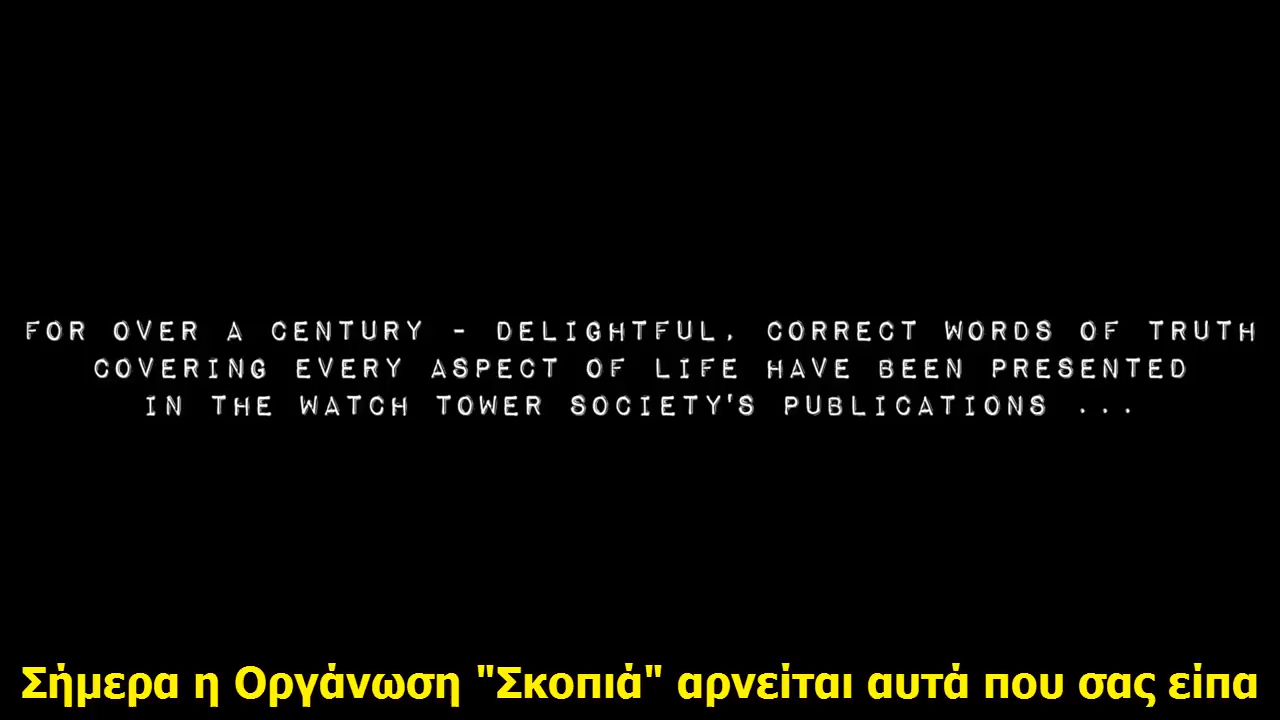 FOR OVER A CENTURY - DELIGHTFUL, CORRECT WORDS OF TRUTH
COVERING EVERY ASPECT OF LIFE HAVE BEEN PRESENTED
IN THE WATCH TOWER SOCIETY'S PUBLICATIONS ...
Σήμερα η Οργάνωση "Σκοπιά" αρνείται αυτά που σας είπα